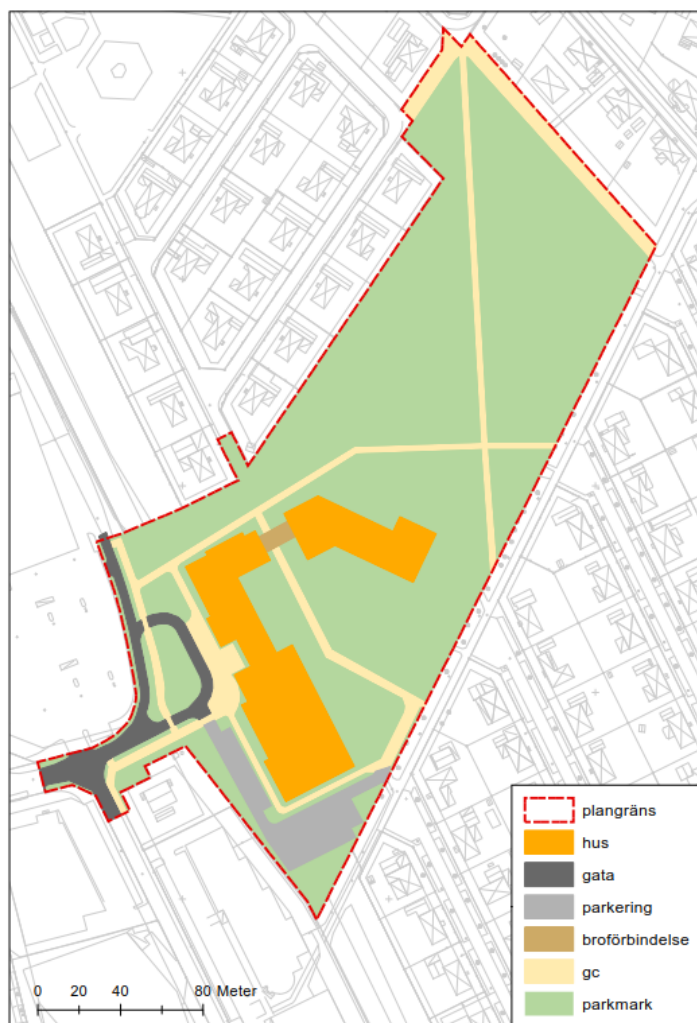 plangräns
hus
gata
parkering
broförbindelse
gc
parkmark
0 20 40 80 Meter